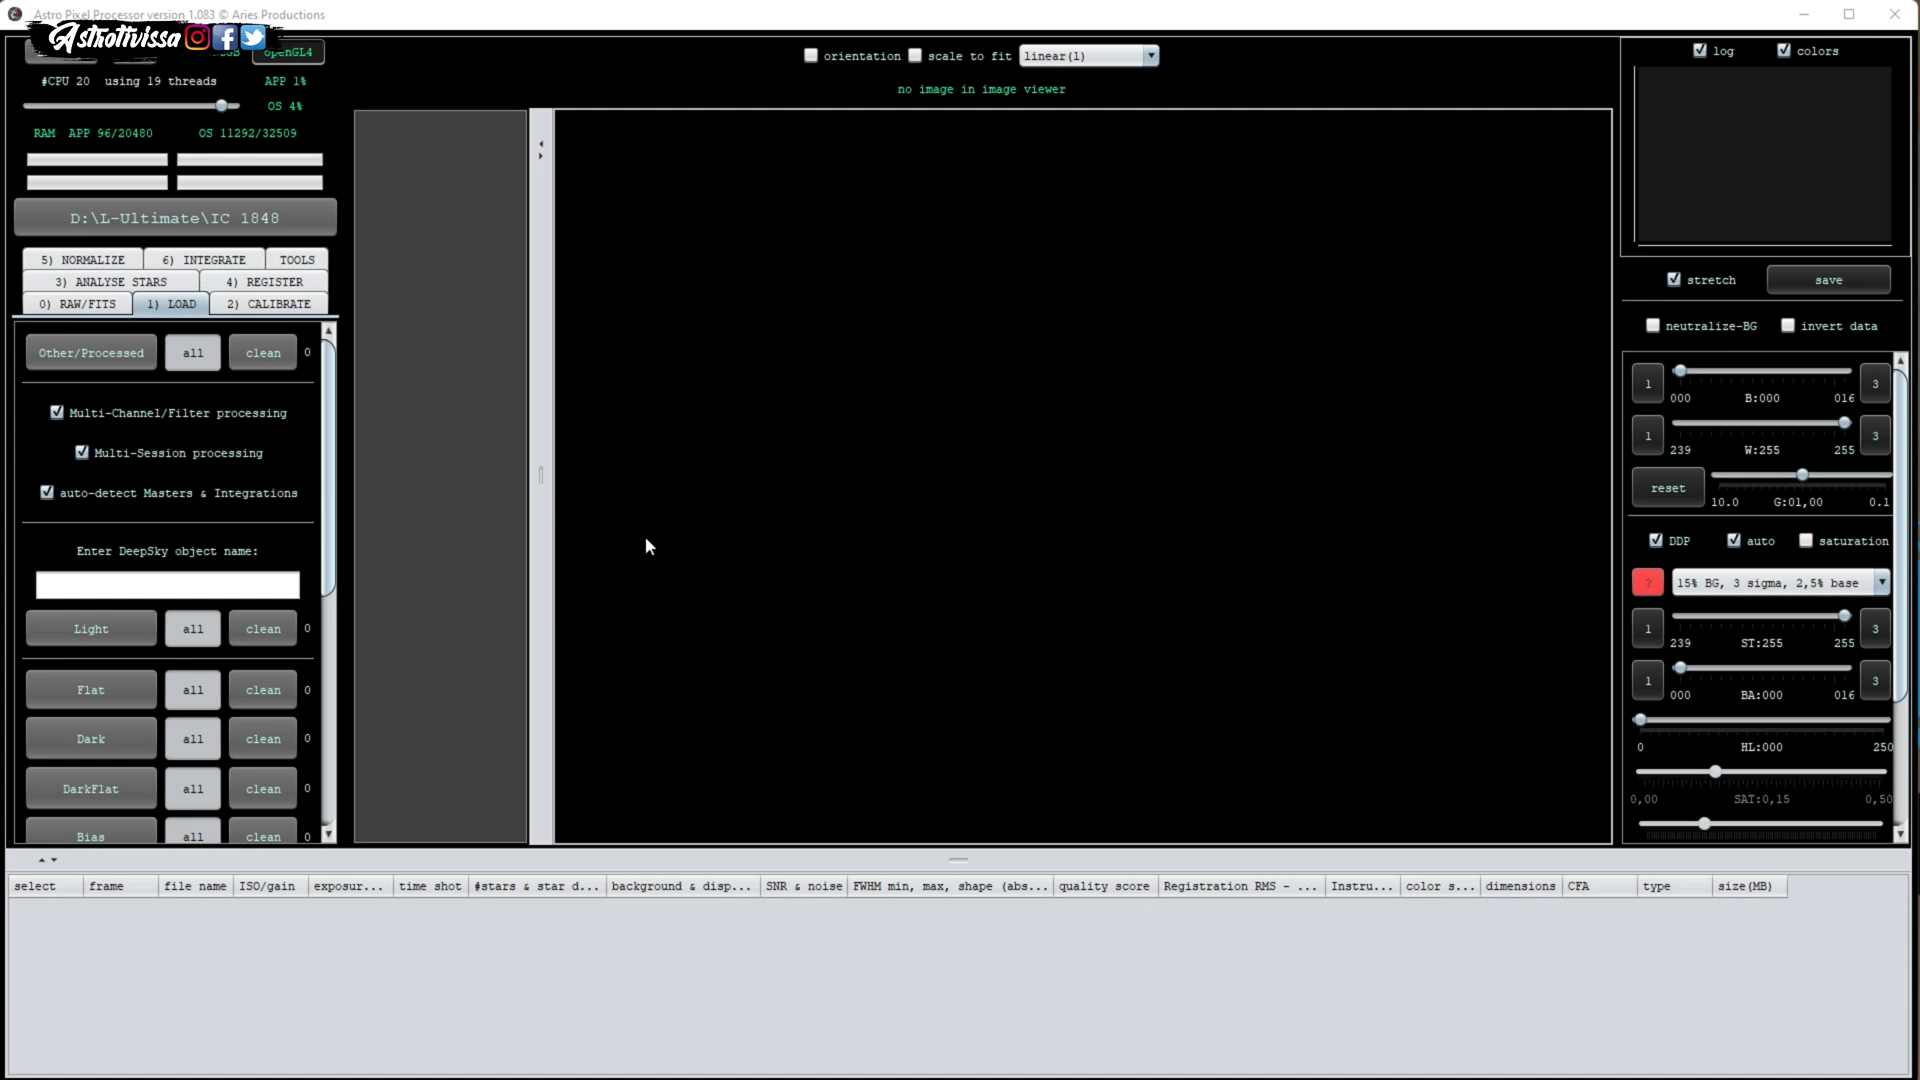 Astro Pixel Processor version 1.083 © Aries Productions
Astrotivissa
openGL4
#CPU 20 using 19 threads APP 1%
OS 4%
RAM APP 96/20480 OS 11292/32509
D:\L-Ultimate\IC 1848
5) NORMALIZE 6) INTEGRATE TOOLS
3) ANALYSE STARS 4) REGISTER
0) RAW/FITS 1) LOAD 2) CALIBRATE
Other/Processed all clean 0
Multi-Channel/Filter processing
Multi-Session processing
auto-detect Masters & Integrations
Enter DeepSky object name:
Light all clean 0
Flat all clean 0
Dark all clean 0
DarkFlat all clean 0
Bias all clean 0
orientation scale to fit linear(l)
no image in image viewer
log colors
stretch save
neutralize-BG invert data
1 3
000 B:000 016
1 3
239 W:255 255
reset
10.0 G:01,00 0.1
DDP auto saturation
? 15% BG, 3 sigma, 2,5% base
1 3
239 ST:255 255
1 3
000 BA:000 016
0 HL:000 250
0,00 SAT:0,15 0,50
select frame file name ISO/gain exposur... time shot #stars & star d... background & disp... SNR & noise FWHM min, max, shape (abs... quality score Registration RMS - ... Instru... color s... dimensions CFA type size(MB)